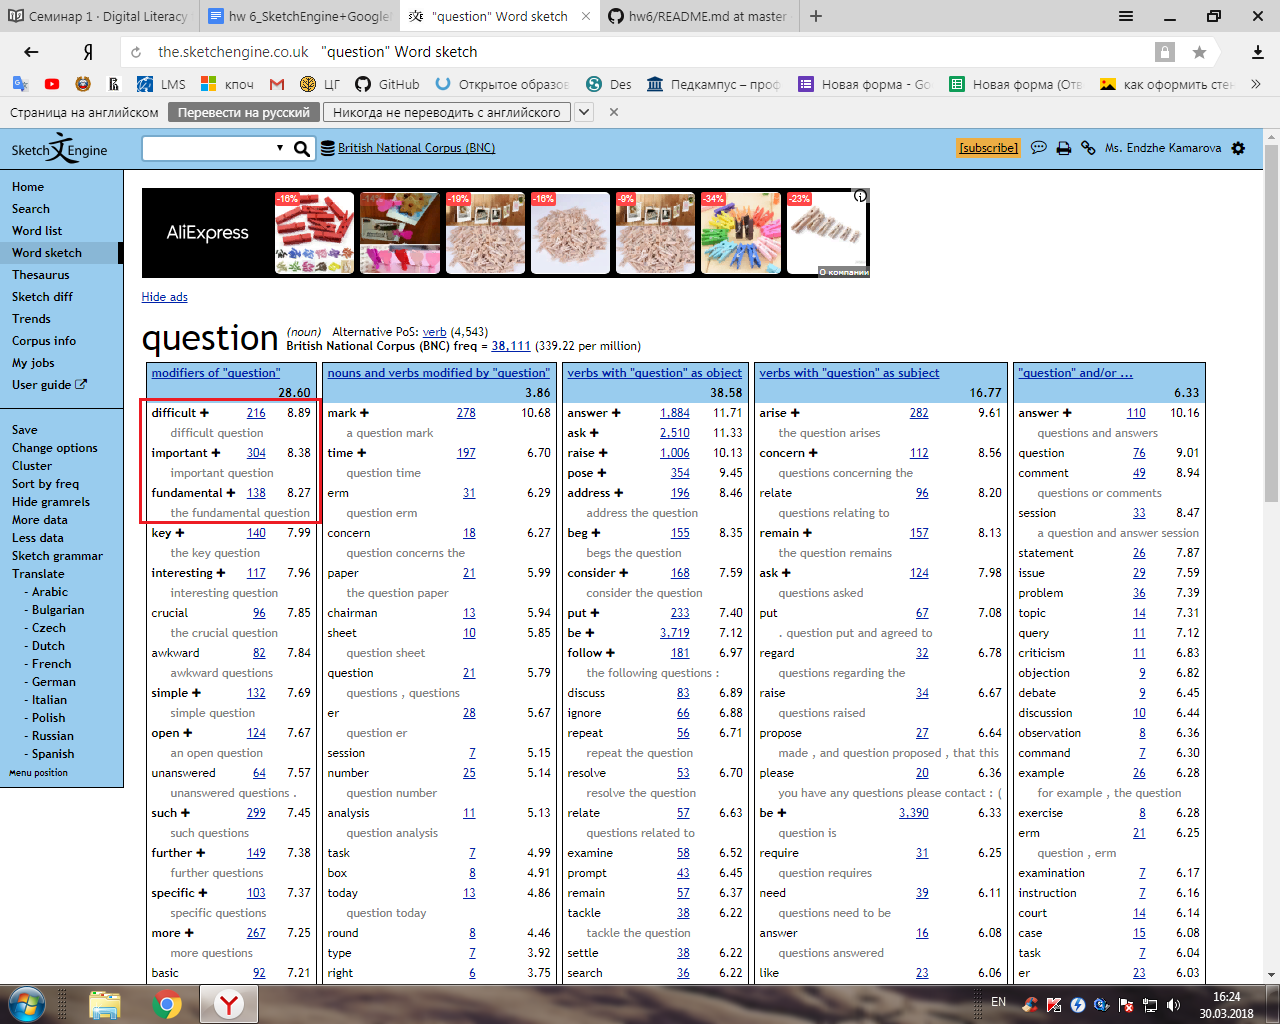 Семинар 1 · Digital Literacy
hw 6_SketchEngine+Google
"question" Word sketch
hw6/README.md at master
the.sketchengine.co.uk "question" Word sketch
LMS кпоч ЦГ GitHub Открытое образов Des Педкампус – проф Новая форма - Go Новая форма (Отв как оформить стен
Страница на английском Перевести на русский Никогда не переводить с английского
Sketch Engine
British National Corpus (BNC)
[subscribe] Ms. Endzhe Kamarova
Home
Search
Word list
Word sketch
Thesaurus
Sketch diff
Trends
Corpus info
My jobs
User guide
Save
Change options
Cluster
Sort by freq
Hide gramrels
More data
Less data
Sketch grammar
Translate
- Arabic
- Bulgarian
- Czech
- Dutch
- French
- German
- Italian
- Polish
- Russian
- Spanish
Menu position
AliExpress -16% -19% -16% -9% -34% -23%
О компании
Hide ads
question (noun) Alternative PoS: verb (4,543)
British National Corpus (BNC) freq = 38,111 (339.22 per million)
modifiers of "question"
28.60
difficult + 216 8.89
difficult question
important + 304 8.38
important question
fundamental + 138 8.27
the fundamental question
key + 140 7.99
the key question
interesting + 117 7.96
interesting question
crucial 96 7.85
the crucial question
awkward 82 7.84
awkward questions
simple + 132 7.69
simple question
open + 124 7.67
an open question
unanswered 64 7.57
unanswered questions .
such + 299 7.45
such questions
further + 149 7.38
further questions
specific + 103 7.37
specific questions
more + 267 7.25
more questions
basic 92 7.21
nouns and verbs modified by "question"
3.86
mark + 278 10.68
a question mark
time + 197 6.70
question time
erm 31 6.29
question erm
concern 18 6.27
question concerns the
paper 21 5.99
the question paper
chairman 13 5.94
sheet 10 5.85
question sheet
question 21 5.79
questions , questions
er 28 5.67
question er
session 7 5.15
number 25 5.14
question number
analysis 11 5.13
question analysis
task 7 4.99
box 8 4.91
today 13 4.86
question today
round 8 4.46
type 7 3.92
right 6 3.75
verbs with "question" as object
38.58
answer + 1,884 11.71
ask + 2,510 11.33
raise + 1,006 10.13
pose + 354 9.45
address + 196 8.46
address the question
beg + 155 8.35
begs the question
consider + 168 7.59
consider the question
put + 233 7.40
be + 3,719 7.12
follow + 181 6.97
the following questions :
discuss 83 6.89
ignore 66 6.88
repeat 56 6.71
repeat the question
resolve 53 6.70
resolve the question
relate 57 6.63
questions related to
examine 58 6.52
prompt 43 6.45
remain 57 6.37
tackle 38 6.22
tackle the question
settle 38 6.22
search 36 6.22
verbs with "question" as subject
16.77
arise + 282 9.61
the question arises
concern + 112 8.56
questions concerning the
relate 96 8.20
questions relating to
remain + 157 8.13
the question remains
ask + 124 7.98
questions asked
put 67 7.08
. question put and agreed to
regard 32 6.78
questions regarding the
raise 34 6.67
questions raised
propose 27 6.64
made , and question proposed , that this
please 20 6.36
you have any questions please contact : (
be + 3,390 6.33
question is
require 31 6.25
question requires
need 39 6.11
questions need to be
answer 16 6.08
questions answered
like 23 6.06
"question" and/or ...
6.33
answer + 110 10.16
questions and answers
question 76 9.01
comment 49 8.94
questions or comments
session 33 8.47
a question and answer session
statement 26 7.87
issue 29 7.59
problem 36 7.39
topic 14 7.31
query 11 7.12
criticism 11 6.83
objection 9 6.82
debate 9 6.45
discussion 10 6.44
observation 8 6.36
command 7 6.30
example 26 6.28
for example , the question
exercise 8 6.28
erm 21 6.25
question , erm
examination 7 6.17
instruction 7 6.16
court 14 6.14
case 15 6.08
task 7 6.04
er 23 6.03
EN
16:24
30.03.2018